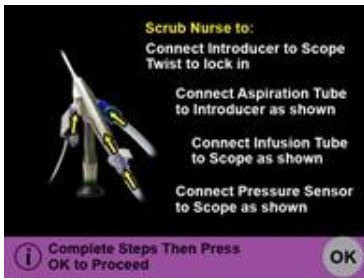 Scrub Nurse to:
Connect Introducer to Scope
Twist to lock in
Connect Aspiration Tube
to Introducer as shown
Connect Infusion Tube
to Scope as shown
Connect Pressure Sensor
to Scope as shown
i Complete Steps Then Press
OK to Proceed
OK